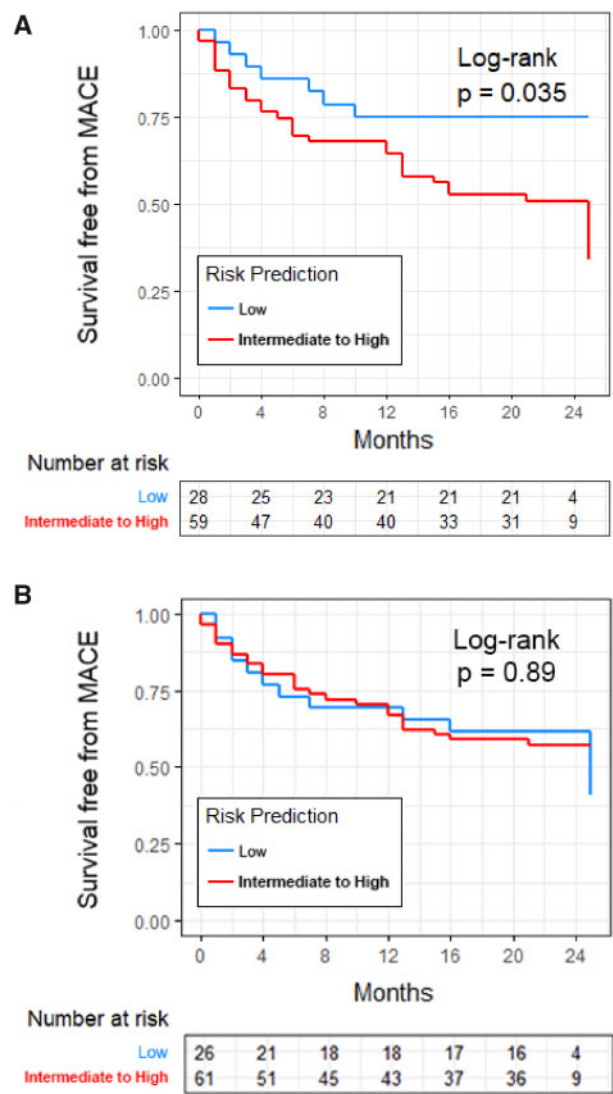 A
Survival free from MACE
1.00
0.75
0.50
0.25
0.00
Log-rank
p = 0.035
Risk Prediction
Low
Intermediate to High
0 4 8 12 16 20 24
Months
Number at risk
Low 28 25 23 21 21 21 4
Intermediate to High 59 47 40 40 33 31 9
B
Survival free from MACE
1.00
0.75
0.50
0.25
0.00
Log-rank
p = 0.89
Risk Prediction
Low
Intermediate to High
0 4 8 12 16 20 24
Months
Number at risk
Low 26 21 18 18 17 16 4
Intermediate to High 61 51 45 43 37 36 9